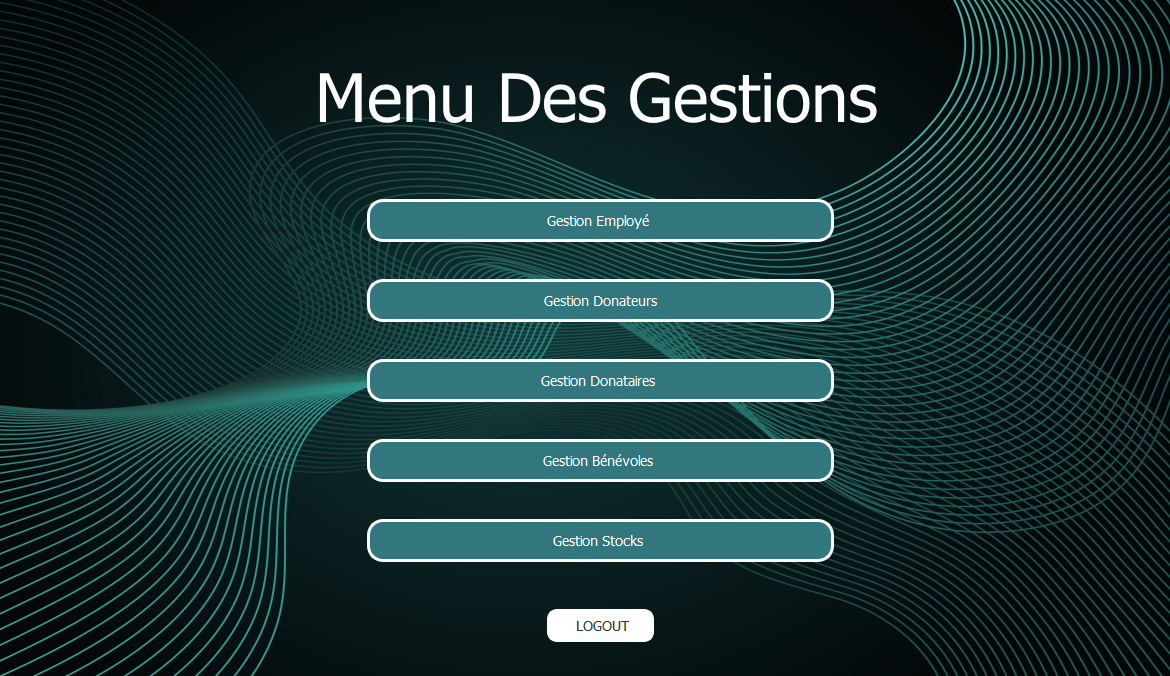 Menu Des Gestions
Gestion Employé
Gestion Donateurs
Gestion Donataires
Gestion Bénévoles
Gestion Stocks
LOGOUT